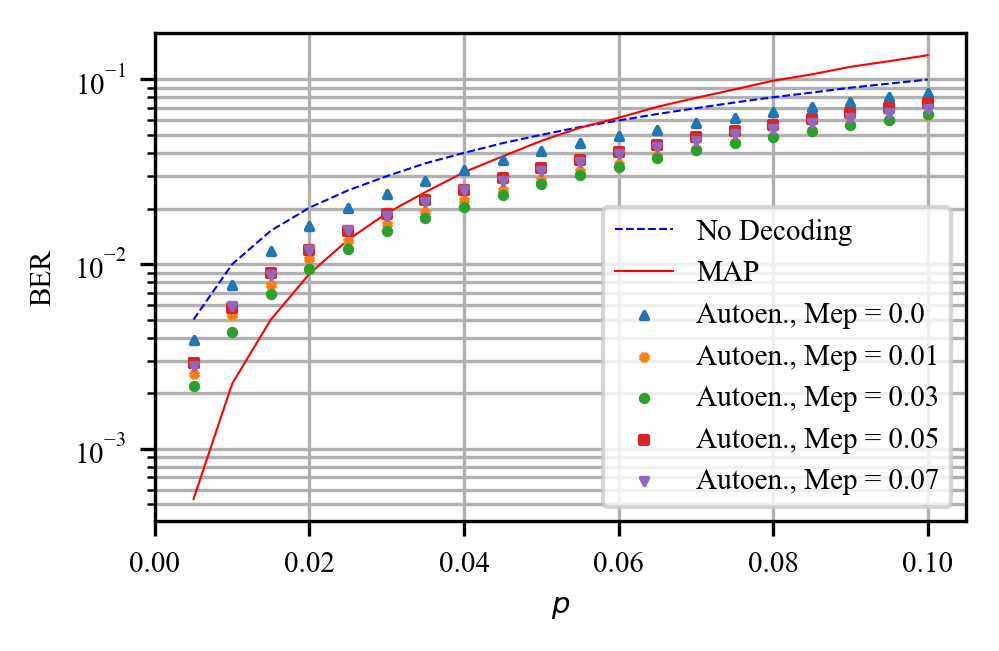 BER
10⁻¹
10⁻²
10⁻³
0.00 0.02 0.04 0.06 0.08 0.10
p
No Decoding
MAP
Autoen., Mep = 0.0
Autoen., Mep = 0.01
Autoen., Mep = 0.03
Autoen., Mep = 0.05
Autoen., Mep = 0.07